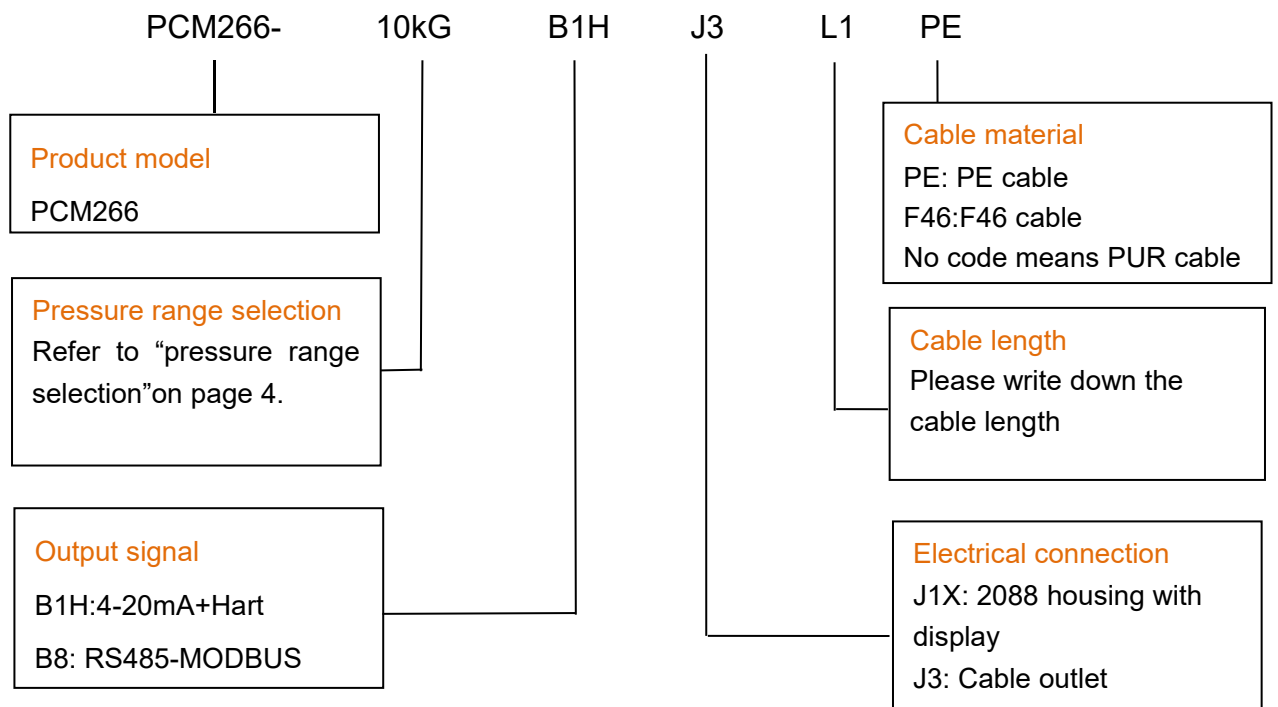 PCM266- 10kG B1H J3 L1 PE
Product model
PCM266
Pressure range selection
Refer to “pressure range
selection”on page 4.
Output signal
B1H:4-20mA+Hart
B8: RS485-MODBUS
Cable material
PE: PE cable
F46:F46 cable
No code means PUR cable
Cable length
Please write down the
cable length
Electrical connection
J1X: 2088 housing with
display
J3: Cable outlet